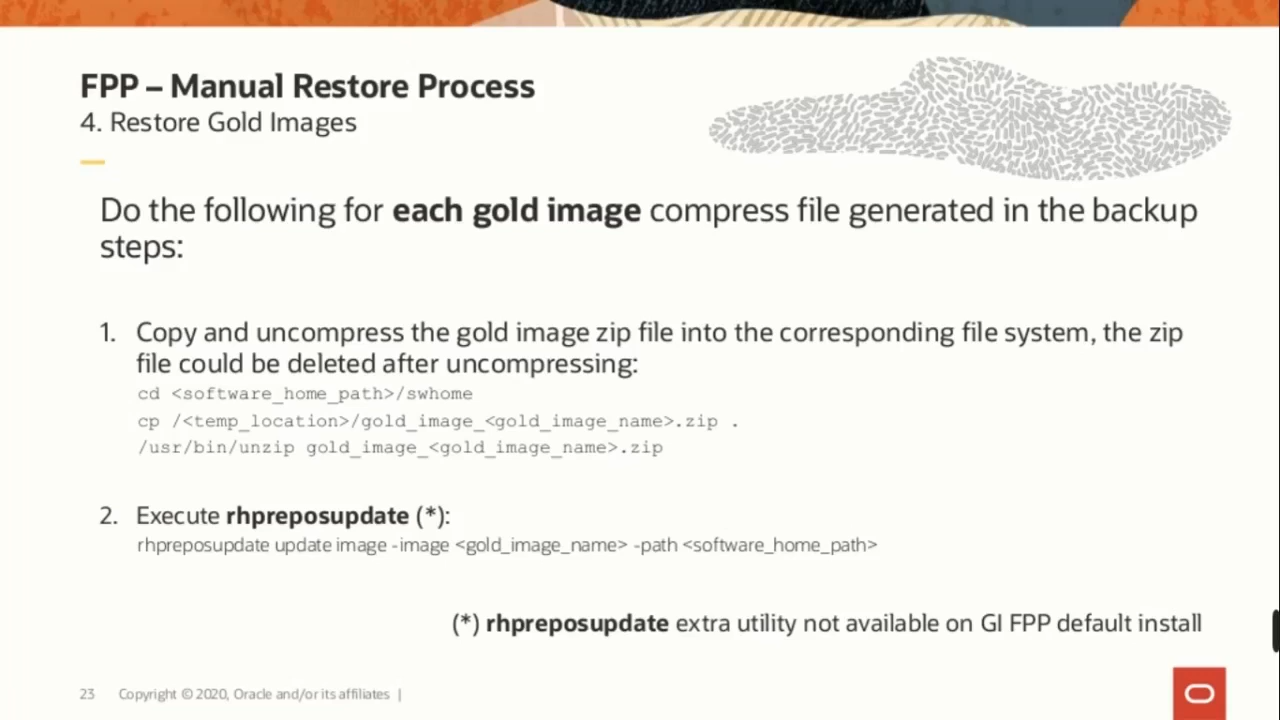 FPP – Manual Restore Process
4. Restore Gold Images
Do the following for each gold image compress file generated in the backup
steps:
1. Copy and uncompress the gold image zip file into the corresponding file system, the zip
file could be deleted after uncompressing:
cd <software_home_path>/swhome
cp /<temp_location>/gold_image_<gold_image_name>.zip .
/usr/bin/unzip gold_image_<gold_image_name>.zip
2. Execute rhpreposupdate (*):
rhpreposupdate update image -image <gold_image_name> -path <software_home_path>
(*) rhpreposupdate extra utility not available on GI FPP default install
23 Copyright © 2020, Oracle and/or its affiliates |